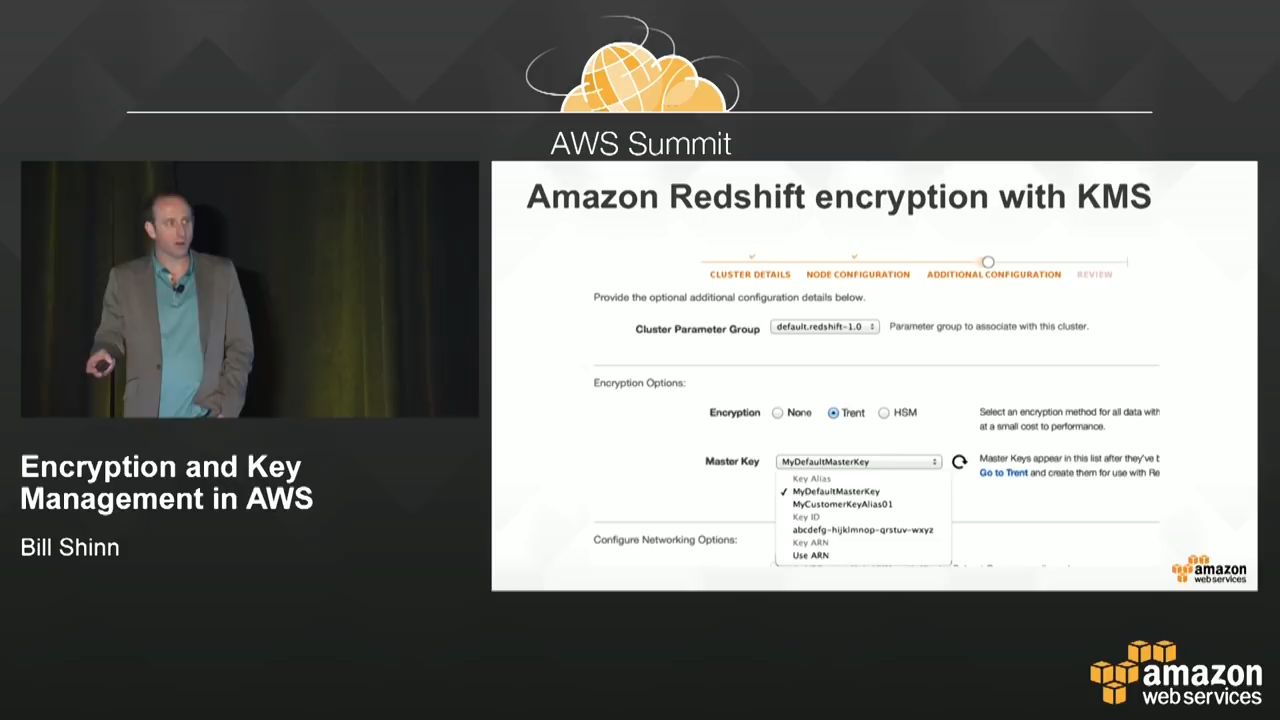 AWS Summit
Amazon Redshift encryption with KMS
CLUSTER DETAILS NODE CONFIGURATION ADDITIONAL CONFIGURATION REVIEW
Provide the optional additional configuration details below.
Cluster Parameter Group default.redshift-1.0 Parameter group to associate with this cluster.
Encryption Options:
Encryption None Trent HSM Select an encryption method for all data with
at a small cost to performance.
Master Key MyDefaultMasterKey Master Keys appear in this list after they've b
Go to Trent and create them for use with Re
Key Alias
MyDefaultMasterKey
MyCustomerKeyAlias01
Key ID
abcdefg-hijklmnop-qrstuv-wxyz
Key ARN
Use ARN
Configure Networking Options:
amazon
web services
Encryption and Key
Management in AWS
Bill Shinn
amazon
web services